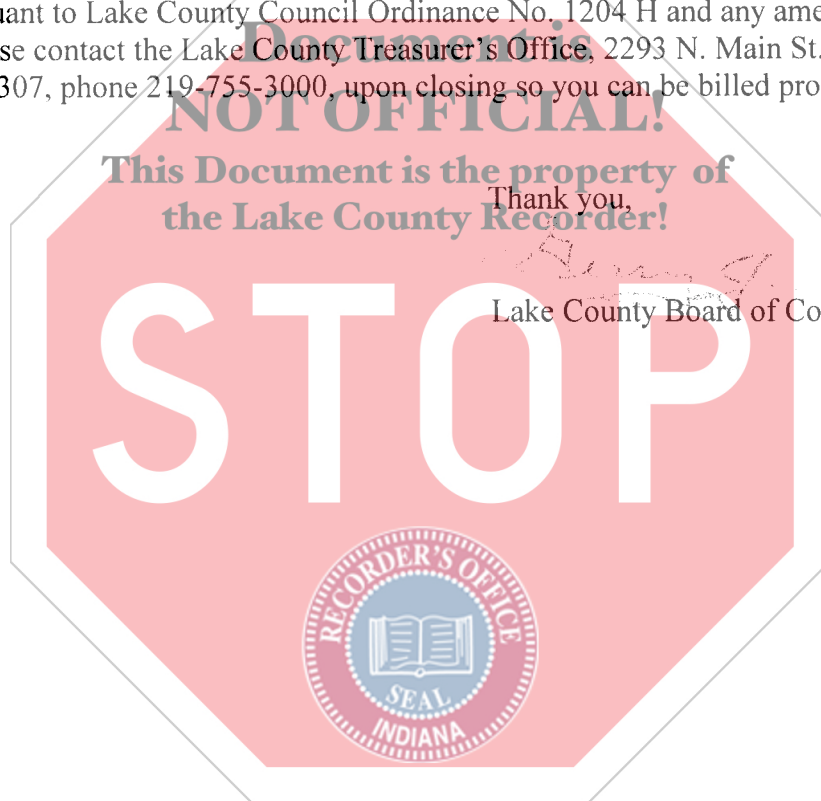 uant to Lake County Council Ordinance No. 1204 H and any ame
Document is
se contact the Lake County Treasurer's Office, 2293 N. Main St.
307, phone 219-755-3000, upon closing so you can be billed pro
NOT OFFICIAL!
This Document is the property of
Thank you,
the Lake County Recorder!
Lake County Board of Co
STOP
RECORDER'S OFFICE
SEAL
INDIANA